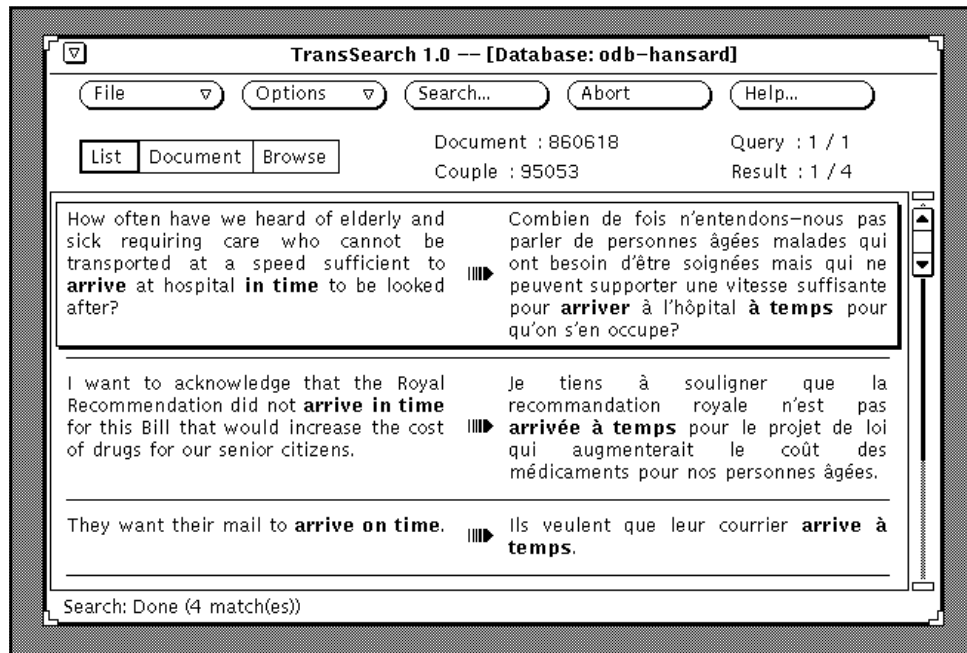 TransSearch 1.0 –– [Database: odb–hansard]
File Options Search... Abort Help...
List Document Browse
Document : 860618 Query : 1 / 1
Couple : 95053 Result : 1 / 4
How often have we heard of elderly and
sick requiring care who cannot be
transported at a speed sufficient to
arrive at hospital in time to be looked
after?
Combien de fois n'entendons–nous pas
parler de personnes âgées malades qui
ont besoin d'être soignées mais qui ne
peuvent supporter une vitesse suffisante
pour arriver à l'hôpital à temps pour
qu'on s'en occupe?
I want to acknowledge that the Royal
Recommendation did not arrive in time
for this Bill that would increase the cost
of drugs for our senior citizens.
Je tiens à souligner que la
recommandation royale n'est pas
arrivée à temps pour le projet de loi
qui augmenterait le coût des
médicaments pour nos personnes âgées.
They want their mail to arrive on time.
Ils veulent que leur courrier arrive à
temps.
Search: Done (4 match(es))